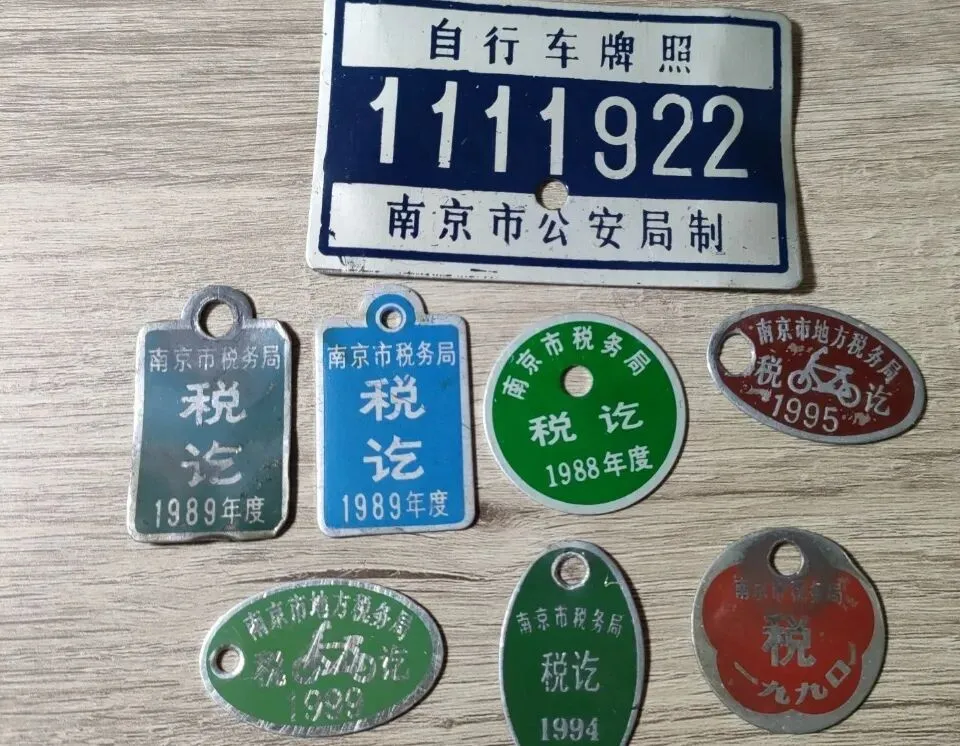 自行车牌照
1111922
南京市公安局制
南京市税务局
税
讫
1989年度
南京市税务局
税
讫
1989年度
南京市税务局
税讫
1988年度
南京市地方税务局
税讫
1995
南京市地方税务局
税讫
1999
南京市税务局
税讫
1994
南京市税务局
税
一九九〇